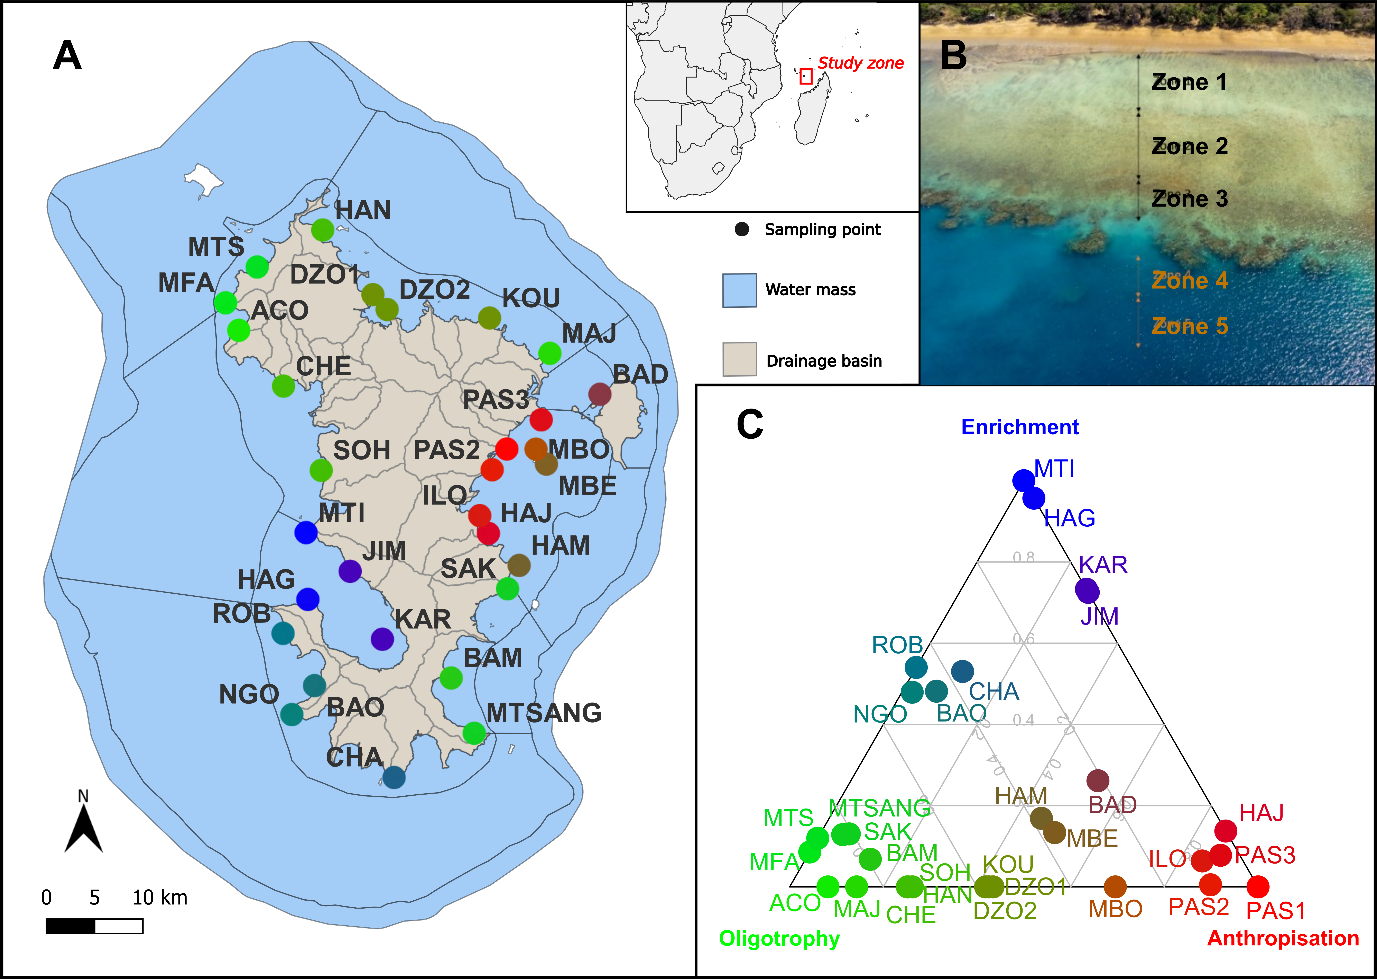 A
Study zone
B
Zone 1
Zone 2
Zone 3
Zone 4
Zone 5
Sampling point
Water mass
Drainage basin
HAN
MTS
DZO1
MFA
DZO2
KOU
ACO
MAJ
CHE
BAD
PAS3
SOH
PAS2
MBO
MBE
ILO
MTI
HAJ
JIM
HAM
SAK
HAG
ROB
KAR
BAM
NGO
BAO
MTSANG
CHA
N
0 5 10 km
C
Enrichment
MTI
HAG
0.8
KAR
JIM
0.6
ROB
CHA
NGO
BAO
0.4
0.4
0.4
HAM
BAD
MTSANG
MTS
SAK
MBE
HAJ
MFA
BAM
ILO
PAS3
KOU
SOH
DZO1
HAN
ACO
MAJ
CHE
DZO2
MBO
PAS2
PAS1
Oligotrophy
Anthropisation